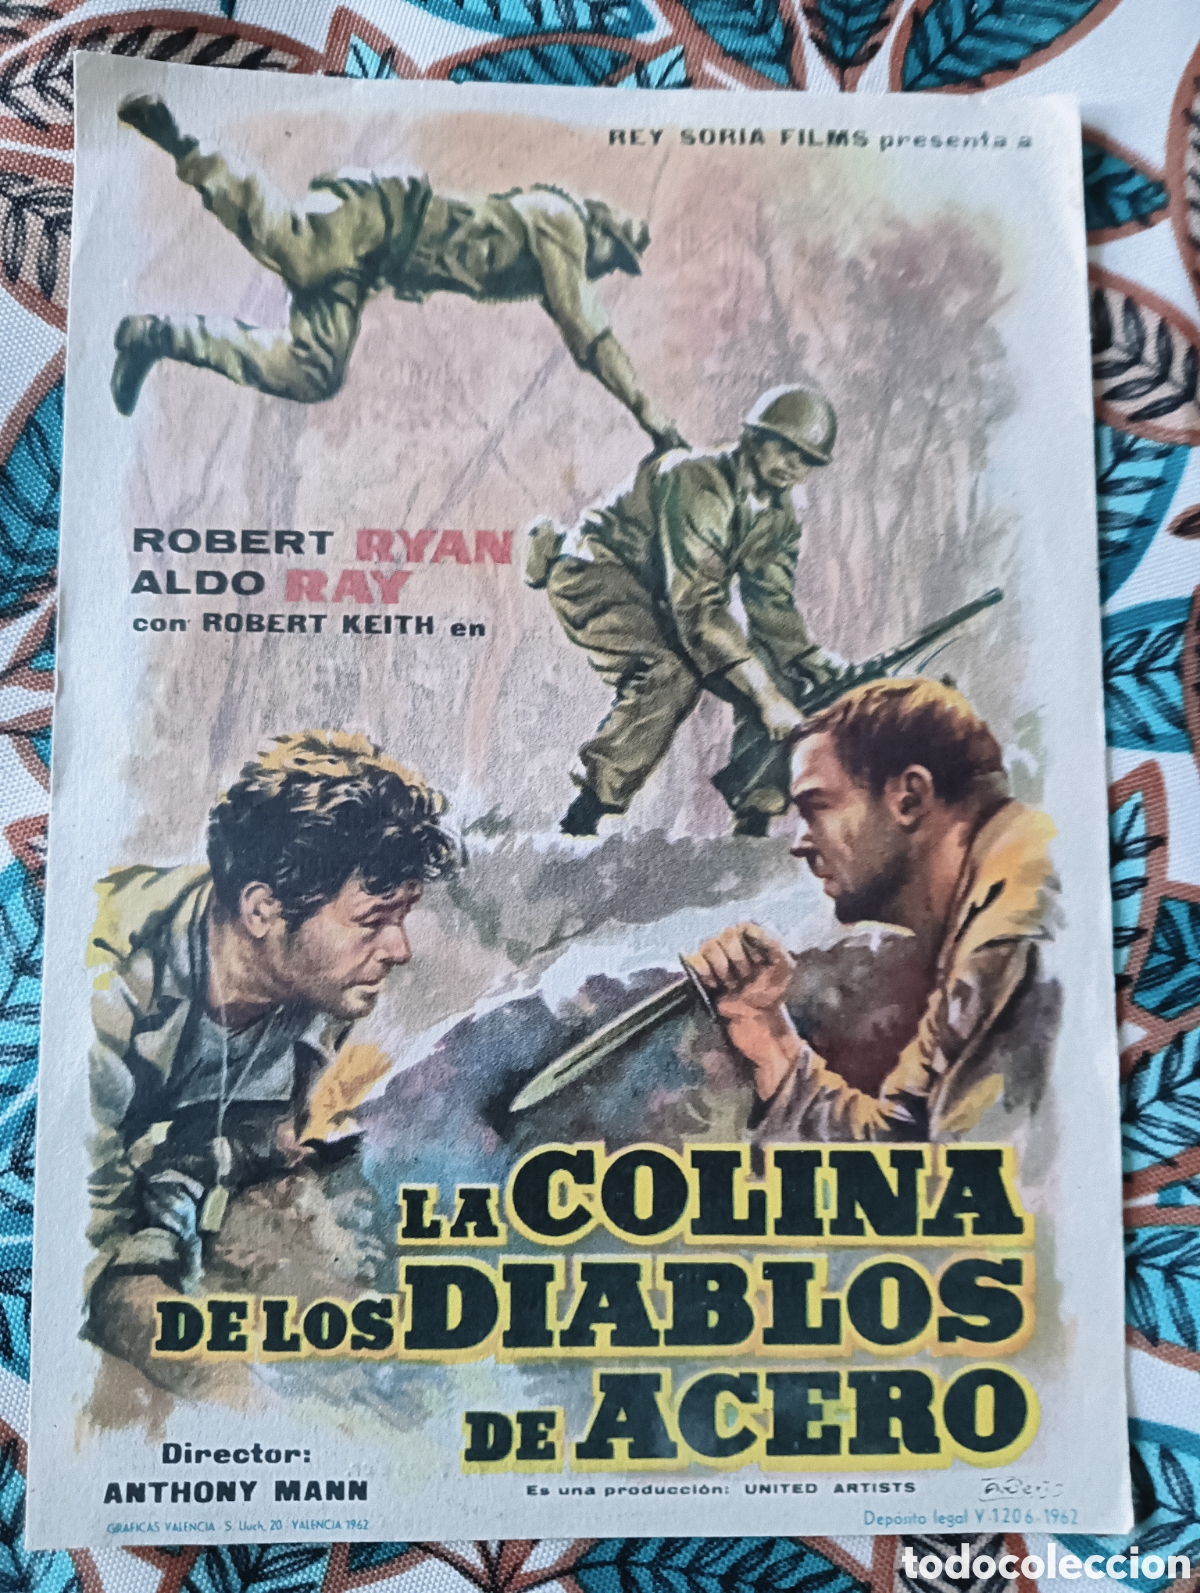 REY SORIA FILMS presenta a
ROBERT RYAN
ALDO RAY
con ROBERT KEITH en
LA COLINA
DE LOS DIABLOS
DE ACERO
Director:
ANTHONY MANN
Es una producción: UNITED ARTISTS
GRAFICAS VALENCIA - S. Lluch, 20 - VALENCIA 1962
Depósito legal V-1206-1962
todocoleccion